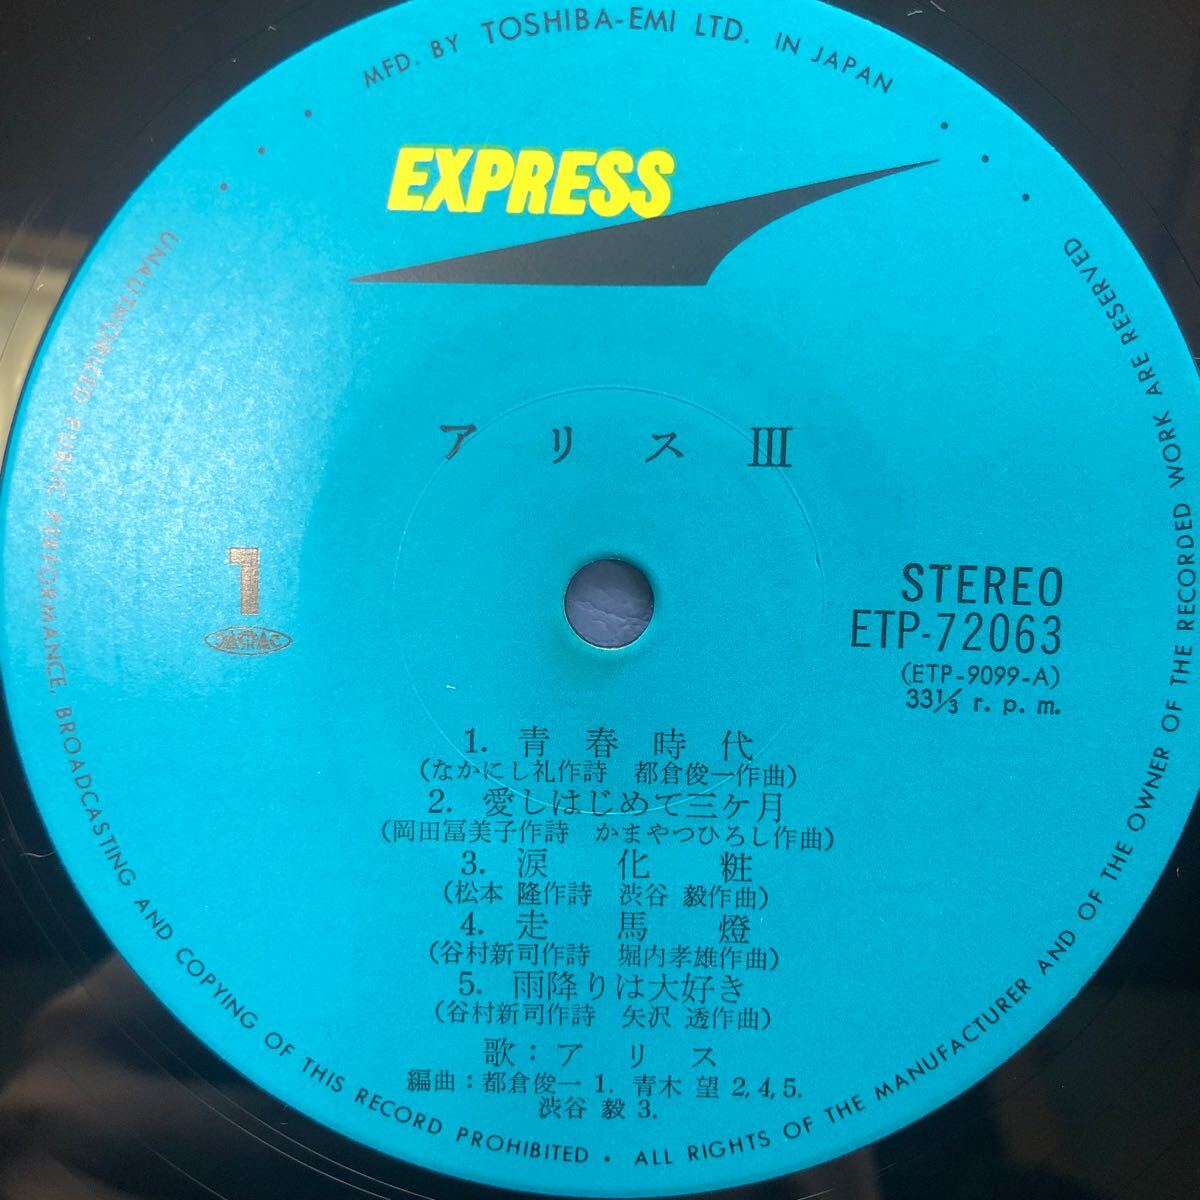 MFD. BY TOSHIBA-EMI LTD. IN JAPAN
EXPRESS
アリスIII
1
JASRAC
STEREO
ETP-72063
(ETP-9099-A)
33⅓ r. p. m.
1. 青春時代
(なかにし礼作詩 都倉俊一作曲)
2. 愛しはじめて三ケ月
(岡田冨美子作詩 かまやつひろし作曲)
3. 涙化粧
(松本 隆作詩 渋谷 毅作曲)
4. 走馬燈
(谷村新司作詩 堀内孝雄作曲)
5. 雨降りは大好き
(谷村新司作詩 矢沢 透作曲)
歌:アリス
編曲:都倉俊一 1. 青木 望 2,4,5.
渋谷 毅 3.
UNAUTHORIZED PUBLIC PERFORMANCE, BROADCASTING AND COPYING OF THIS RECORD PROHIBITED • ALL RIGHTS OF THE MANUFACTURER AND OF THE OWNER OF THE RECORDED WORK ARE RESERVED